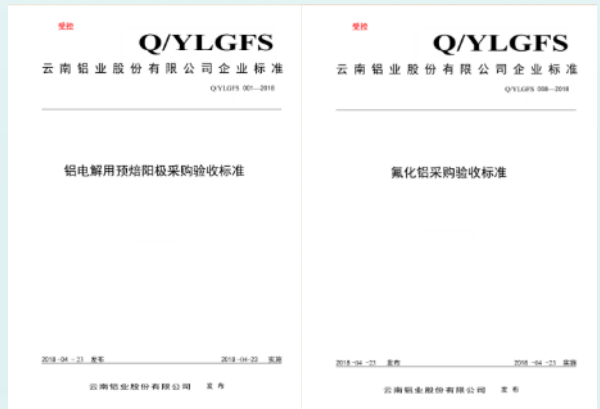 受控
Q/YLGFS
云南铝业股份有限公司企业标准
Q/YLGFS 001—2018
铝电解用预焙阳极采购验收标准
2018-04-23 发布
2018-04-23 实施
云南铝业股份有限公司 发布
受控
Q/YLGFS
云南铝业股份有限公司企业标准
Q/YLGFS 008—2018
氟化铝采购验收标准
2018-04-23 发布
2018-04-23 实施
云南铝业股份有限公司 发布